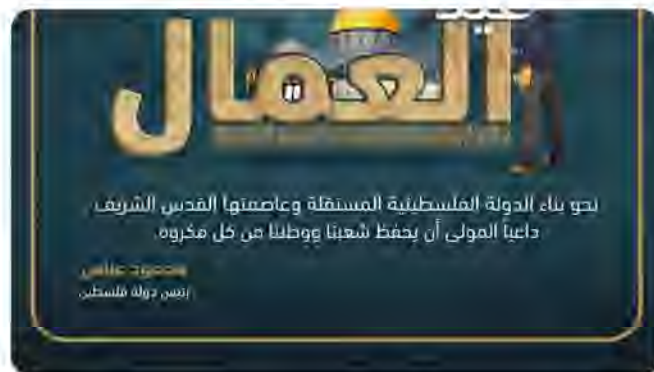 عيد
العمال
نحو بناء الدولة الفلسطينية المستقلة وعاصمتها القدس الشريف
داعيا المولى أن يحفظ شعبنا ووطننا من كل مكروه.
محمود عباس
رئيس دولة فلسطين